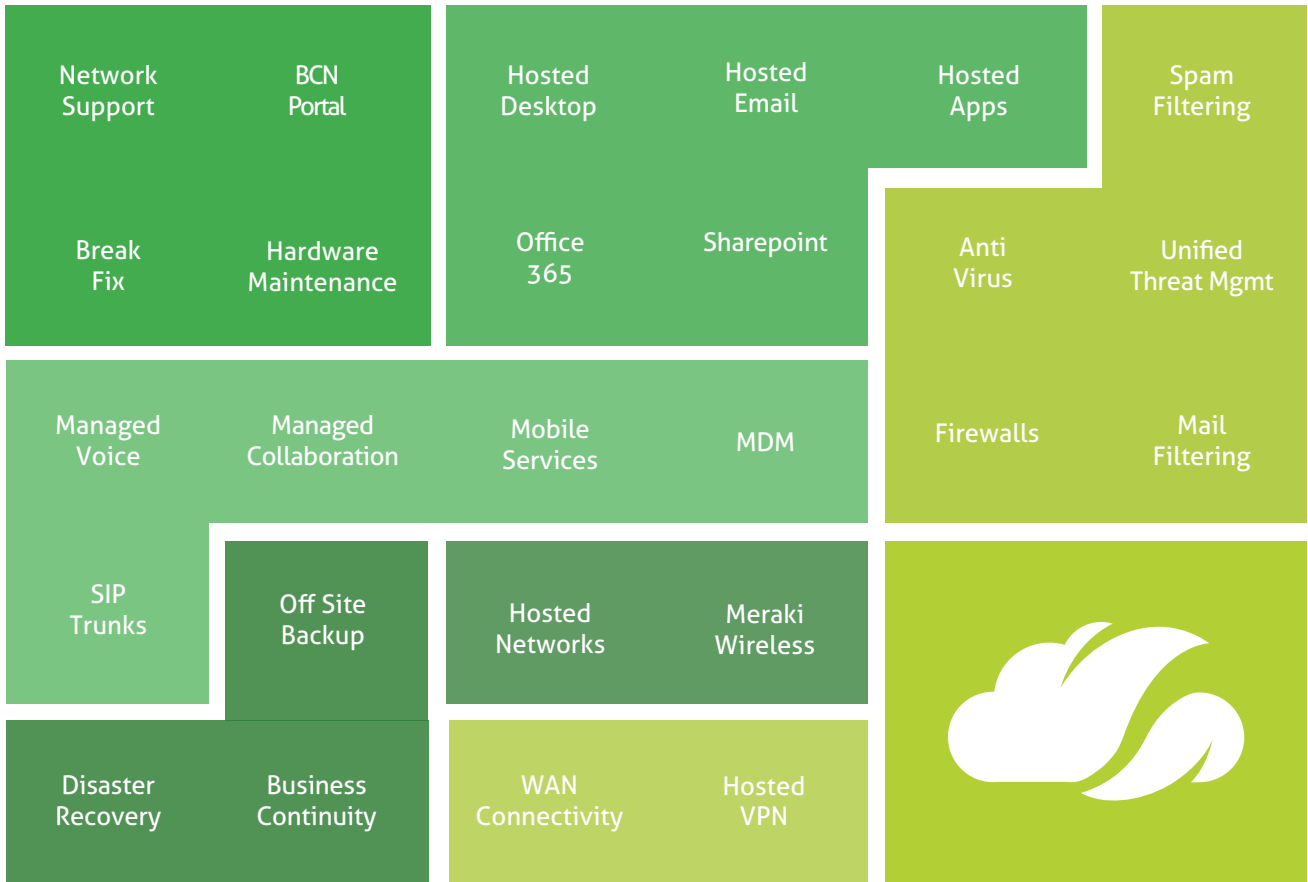 Network
Support
BCN
Portal
Break
Fix
Hardware
Maintenance
Hosted
Desktop
Hosted
Email
Hosted
Apps
Office
365
Sharepoint
Spam
Filtering
Anti
Virus
Unified
Threat Mgmt
Firewalls
Mail
Filtering
Managed
Voice
Managed
Collaboration
Mobile
Services
MDM
SIP
Trunks
Off Site
Backup
Disaster
Recovery
Business
Continuity
Hosted
Networks
Meraki
Wireless
WAN
Connectivity
Hosted
VPN